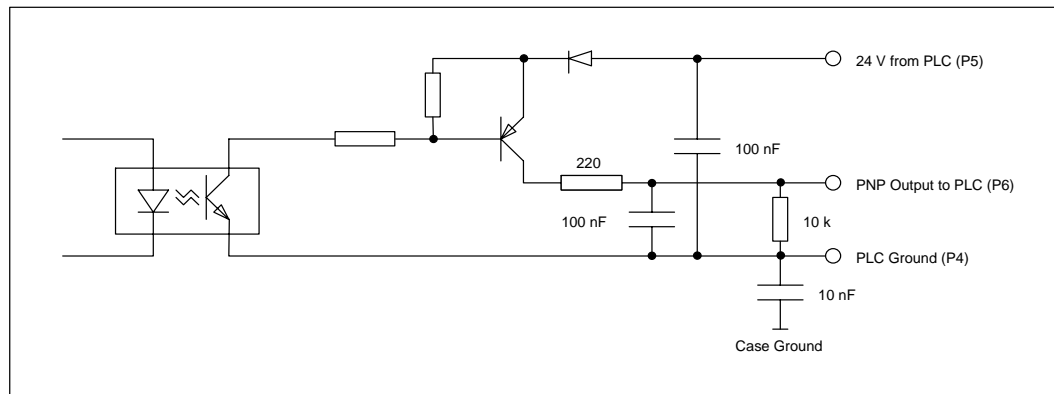 24 V from PLC (P5)
100 nF
220
PNP Output to PLC (P6)
100 nF
10 k
PLC Ground (P4)
10 nF
Case Ground